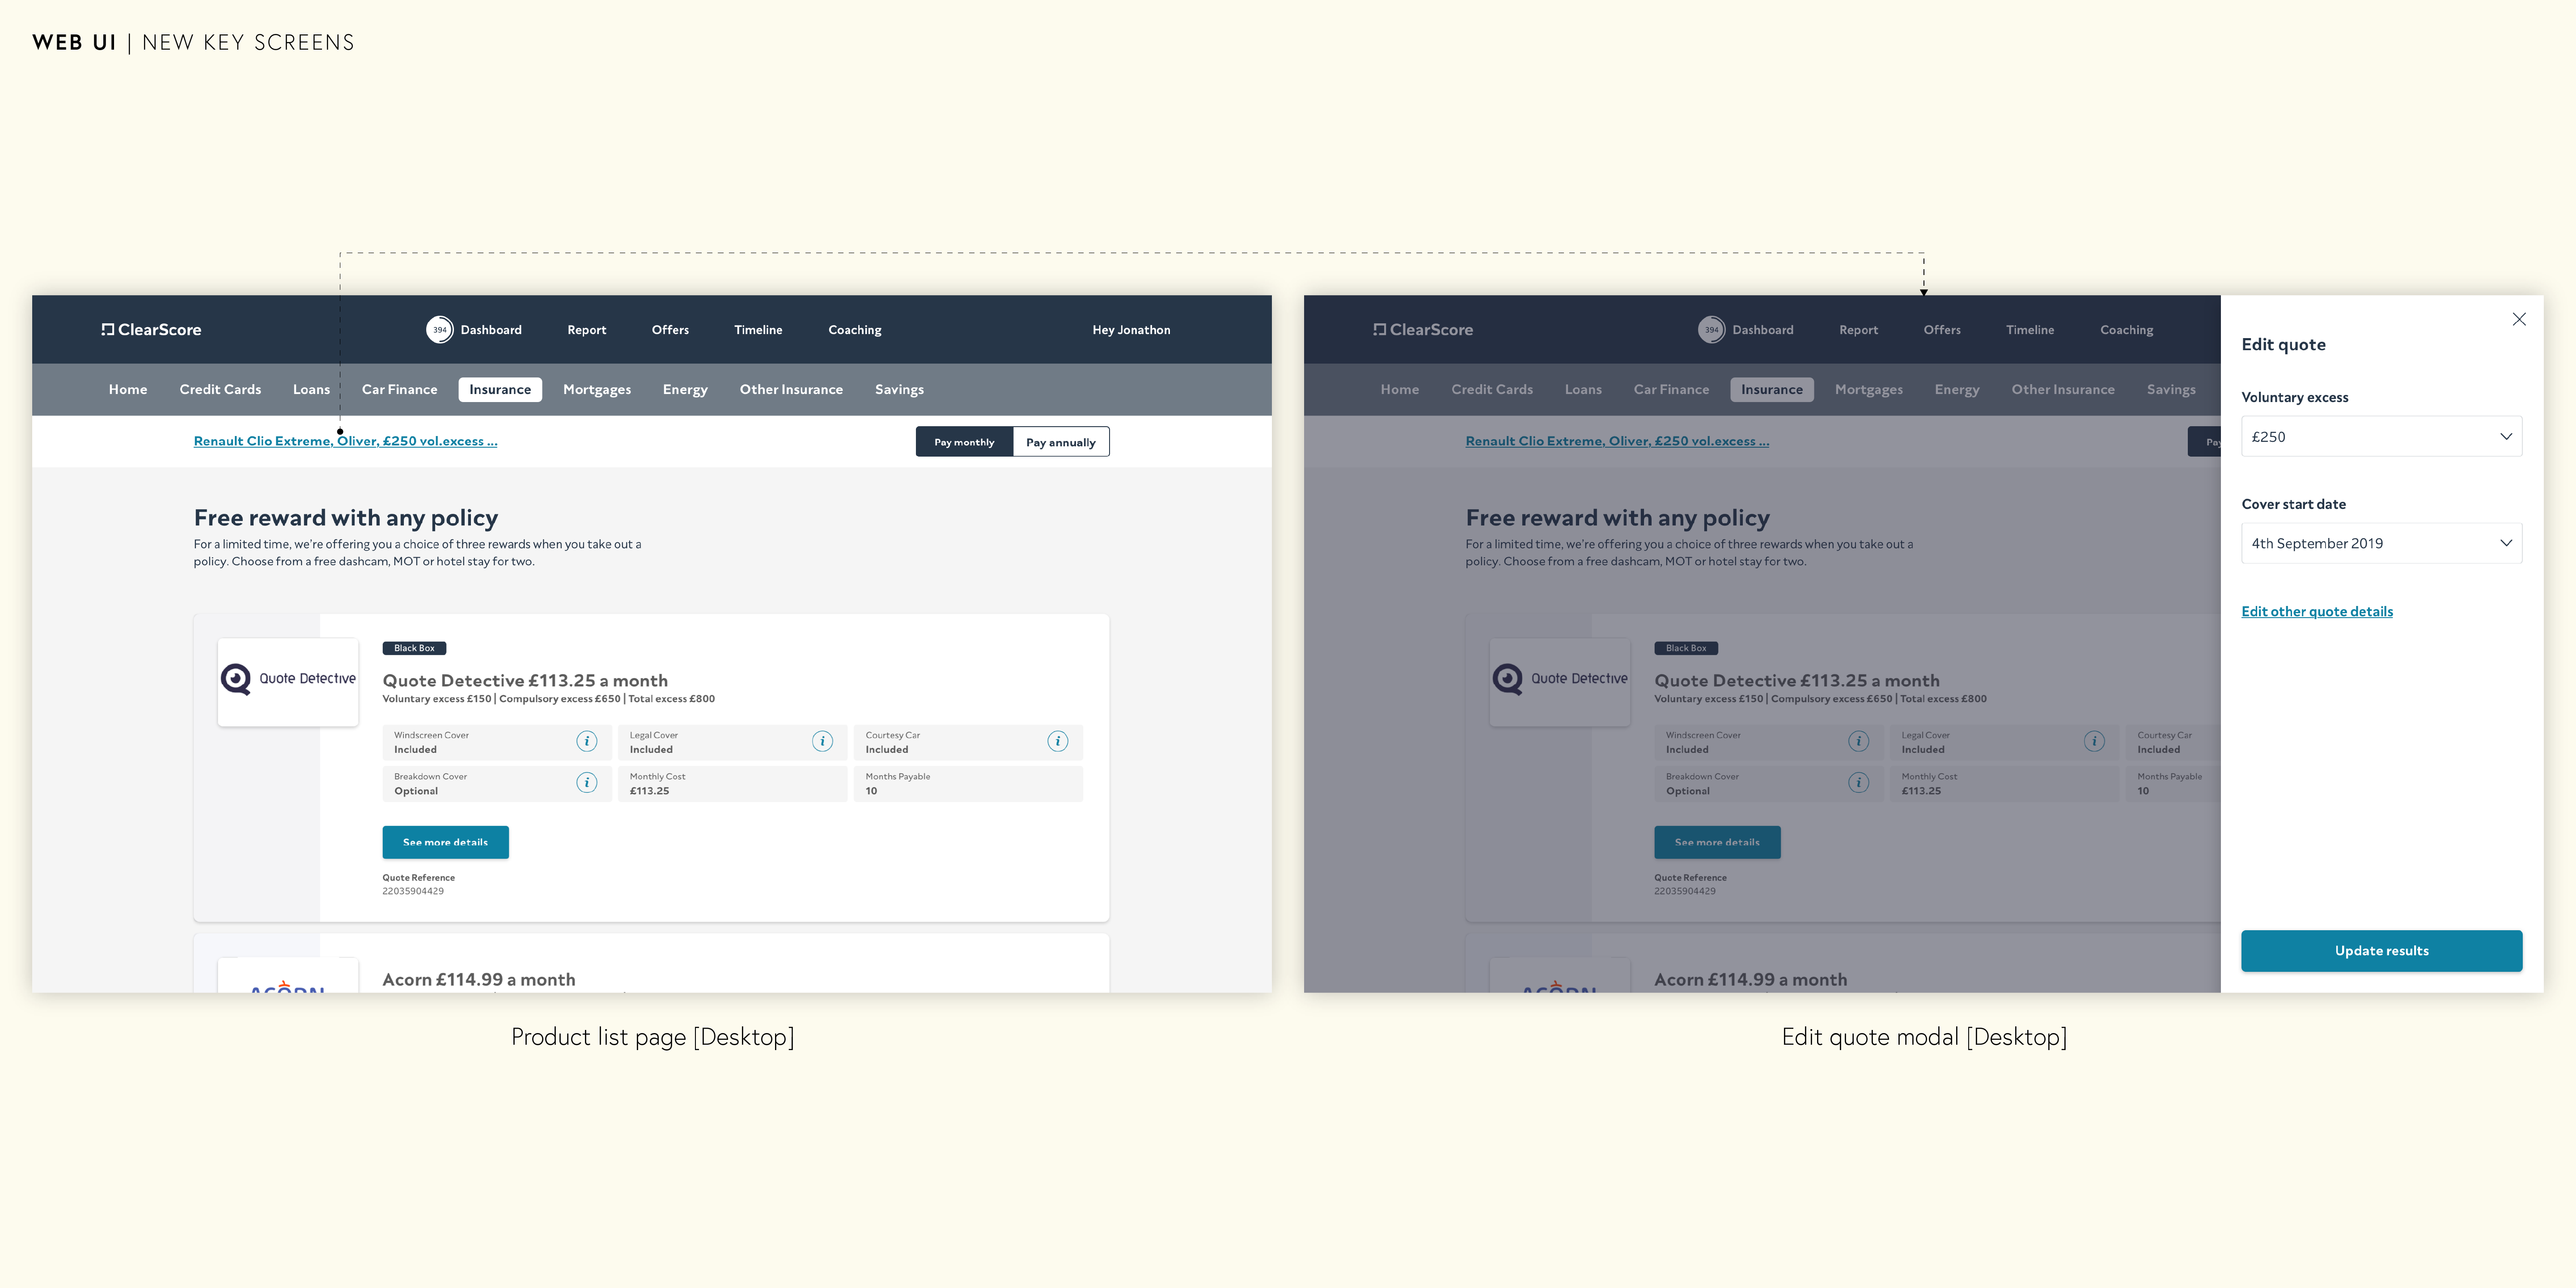 WEB UI | NEW KEY SCREENS
ClearScore
394 Dashboard Report Offers Timeline Coaching
Hey Jonathon
Home Credit Cards Loans Car Finance Insurance Mortgages Energy Other Insurance Savings
Renault Clio Extreme, Oliver, £250 vol.excess ...
Pay monthly Pay annually
Free reward with any policy
For a limited time, we're offering you a choice of three rewards when you take out a
policy. Choose from a free dashcam, MOT or hotel stay for two.
Quote Detective
Black Box
Quote Detective £113.25 a month
Voluntary excess £150 | Compulsory excess £650 | Total excess £800
Windscreen Cover
Included
i
Legal Cover
Included
i
Courtesy Car
Included
i
Breakdown Cover
Optional
i
Monthly Cost
£113.25
Months Payable
10
See more details
Quote Reference
22035904429
ACORN
Acorn £114.99 a month
Product list page [Desktop]
ClearScore
394 Dashboard Report Offers Timeline Coaching
Home Credit Cards Loans Car Finance Insurance Mortgages Energy Other Insurance Savings
Renault Clio Extreme, Oliver, £250 vol.excess ...
Pay
Free reward with any policy
For a limited time, we're offering you a choice of three rewards when you take out a
policy. Choose from a free dashcam, MOT or hotel stay for two.
Quote Detective
Black Box
Quote Detective £113.25 a month
Voluntary excess £150 | Compulsory excess £650 | Total excess £800
Windscreen Cover
Included
i
Legal Cover
Included
i
Courtesy Car
Included
Breakdown Cover
Optional
i
Monthly Cost
£113.25
Months Payable
10
See more details
Quote Reference
22035904429
ACORN
Acorn £114.99 a month
Edit quote
Voluntary excess
£250
Cover start date
4th September 2019
Edit other quote details
Update results
Edit quote modal [Desktop]